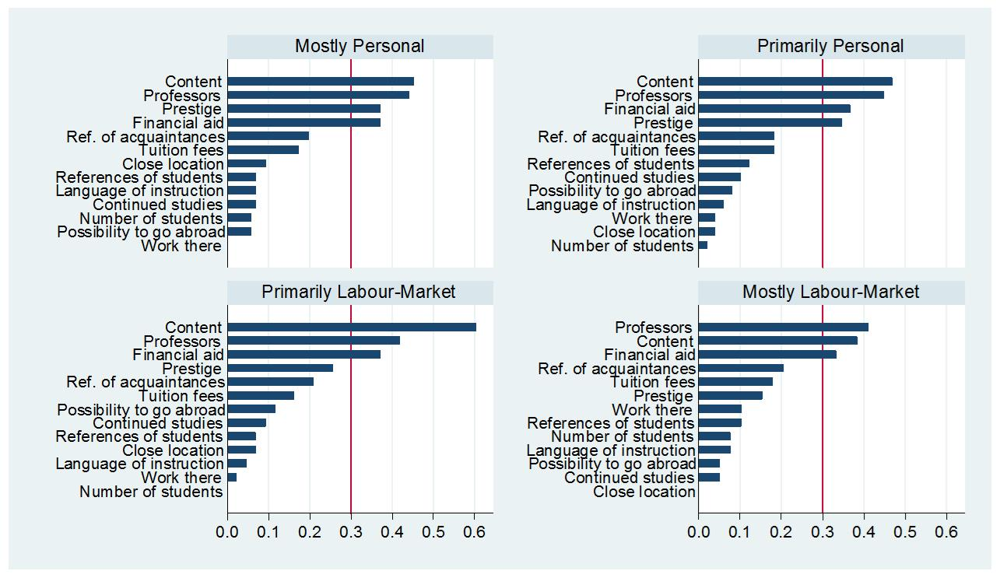 Mostly Personal
Content
Professors
Prestige
Financial aid
Ref. of acquaintances
Tuition fees
Close location
References of students
Language of instruction
Continued studies
Number of students
Possibility to go abroad
Work there
Primarily Personal
Content
Professors
Financial aid
Prestige
Ref. of acquaintances
Tuition fees
References of students
Continued studies
Possibility to go abroad
Language of instruction
Work there
Close location
Number of students
Primarily Labour-Market
Content
Professors
Financial aid
Prestige
Ref. of acquaintances
Tuition fees
Possibility to go abroad
Continued studies
References of students
Close location
Language of instruction
Work there
Number of students
0.0 0.1 0.2 0.3 0.4 0.5 0.6
Mostly Labour-Market
Professors
Content
Financial aid
Ref. of acquaintances
Tuition fees
Prestige
Work there
References of students
Number of students
Language of instruction
Possibility to go abroad
Continued studies
Close location
0.0 0.1 0.2 0.3 0.4 0.5 0.6